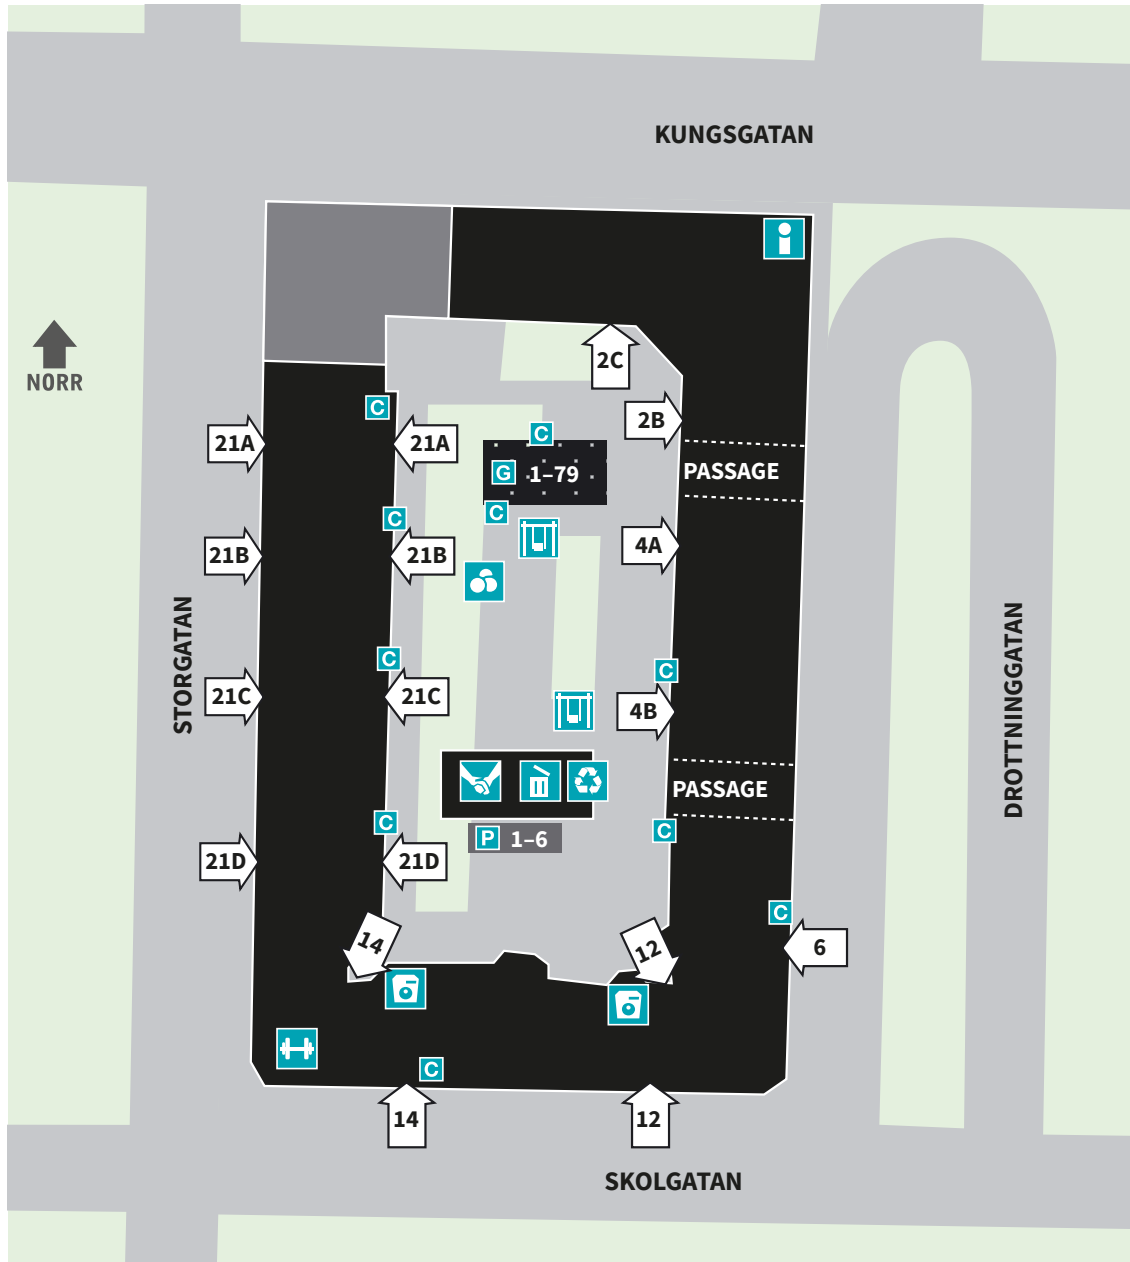 KUNGSGATAN
NORR
2C
C
21A
21A
C
2B
G 1–79
PASSAGE
C
C
21B
21B
4A
STORGATAN
DROTTNINGGATAN
C
C
21C
21C
4B
PASSAGE
C
P 1–6
C
21D
21D
C
14
12
6
C
14
12
SKOLGATAN